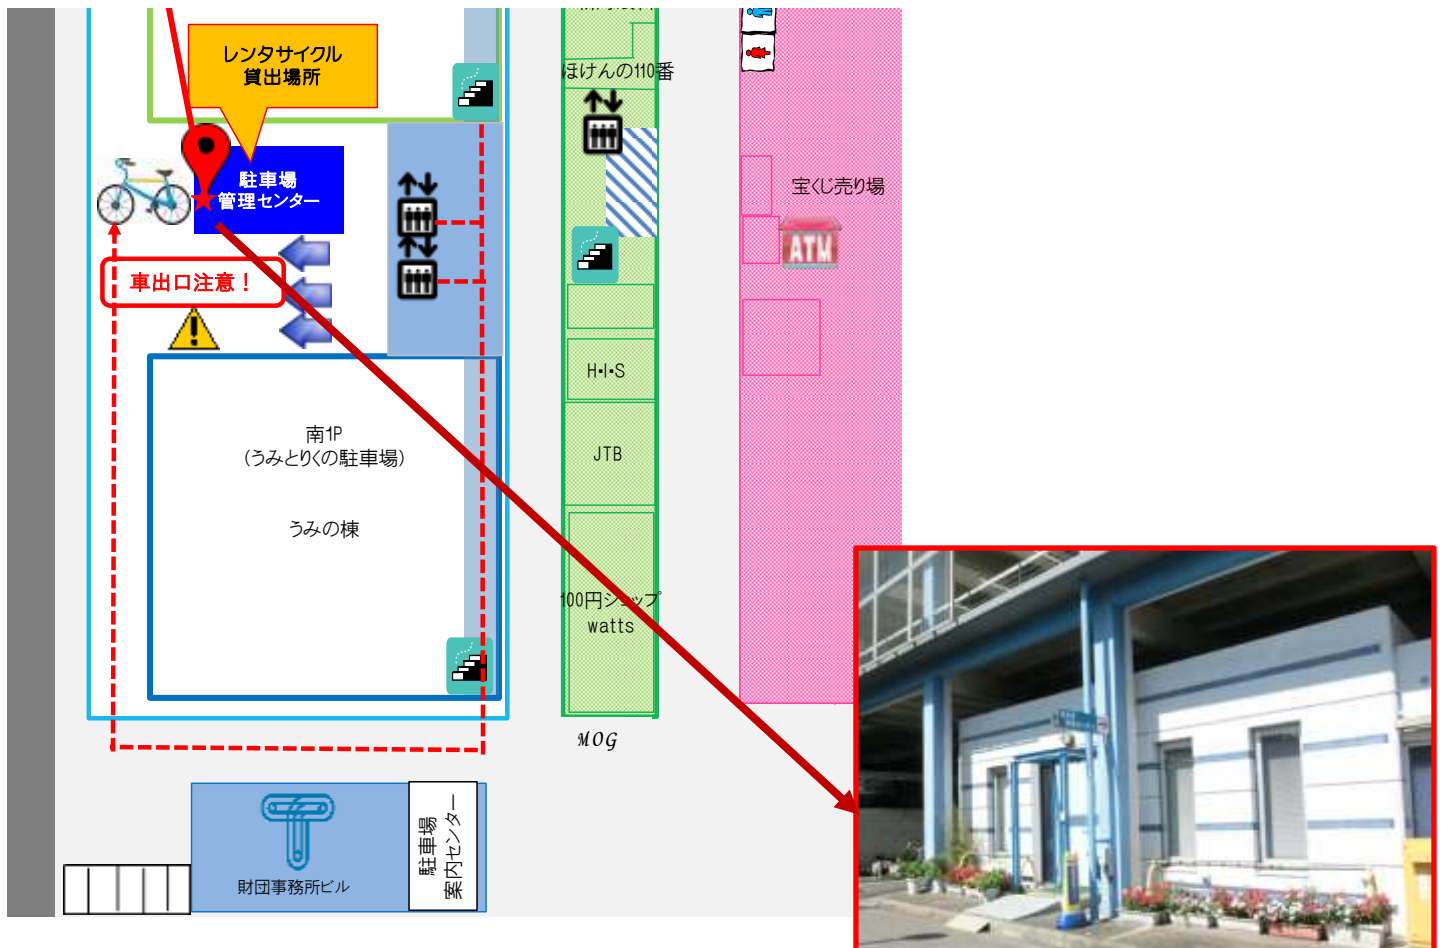 ほけんの110番
レンタサイクル
貸出場所
駐車場
管理センター
車出口注意！
宝くじ売り場
ATM
H・I・S
JTB
南1P
（うみとりくの駐車場）
うみの棟
100円ショップ
watts
MOG
財団事務所ビル
駐車場
案内センター